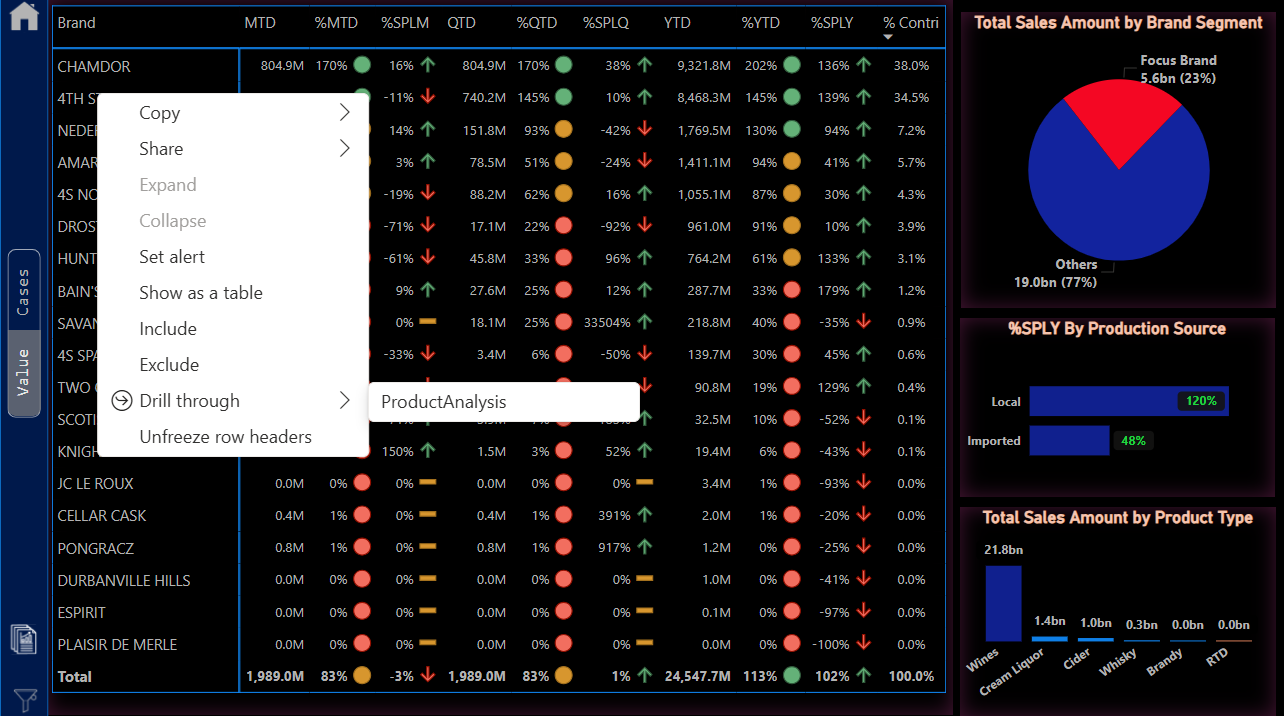 Brand MTD %MTD %SPLM QTD %QTD %SPLQ YTD %YTD %SPLY % Contri
CHAMDOR 804.9M 170% 16% 804.9M 170% 38% 9,321.8M 202% 136% 38.0%
4TH -11% 740.2M 145% 10% 8,468.3M 145% 139% 34.5%
NEDER 14% 151.8M 93% -42% 1,769.5M 130% 94% 7.2%
AMAR 3% 78.5M 51% -24% 1,411.1M 94% 41% 5.7%
4S NO -19% 88.2M 62% 16% 1,055.1M 87% 30% 4.3%
DROST -71% 17.1M 22% -92% 961.0M 91% 10% 3.9%
HUNT -61% 45.8M 33% 96% 764.2M 61% 133% 3.1%
BAIN'S 9% 27.6M 25% 12% 287.7M 33% 179% 1.2%
SAVAN 0% 18.1M 25% 33504% 218.8M 40% -35% 0.9%
4S SPA -33% 3.4M 6% -50% 139.7M 30% 45% 0.6%
TWO 90.8M 19% 129% 0.4%
SCOTI 32.5M 10% -52% 0.1%
KNIGH 150% 1.5M 3% 52% 19.4M 6% -43% 0.1%
JC LE ROUX 0.0M 0% 0% 0.0M 0% 0% 3.4M 1% -93% 0.0%
CELLAR CASK 0.4M 1% 0% 0.4M 1% 391% 2.0M 1% -20% 0.0%
PONGRACZ 0.8M 1% 0% 0.8M 1% 917% 1.2M 0% -25% 0.0%
DURBANVILLE HILLS 0.0M 0% 0% 0.0M 0% 0% 1.0M 0% -41% 0.0%
ESPIRIT 0.0M 0% 0% 0.0M 0% 0% 0.1M 0% -97% 0.0%
PLAISIR DE MERLE 0.0M 0% 0% 0.0M 0% 0% 0.0M 0% -100% 0.0%
Total 1,989.0M 83% -3% 1,989.0M 83% 1% 24,547.7M 113% 102% 100.0%
Copy
Share
Expand
Collapse
Set alert
Show as a table
Include
Exclude
Drill through
Unfreeze row headers
ProductAnalysis
Cases
Value
Total Sales Amount by Brand Segment
Focus Brand
5.6bn (23%)
Others
19.0bn (77%)
%SPLY By Production Source
Local 120%
Imported 48%
Total Sales Amount by Product Type
21.8bn 1.4bn 1.0bn 0.3bn 0.0bn 0.0bn
Wines Cream Liquor Cider Whisky Brandy RTD